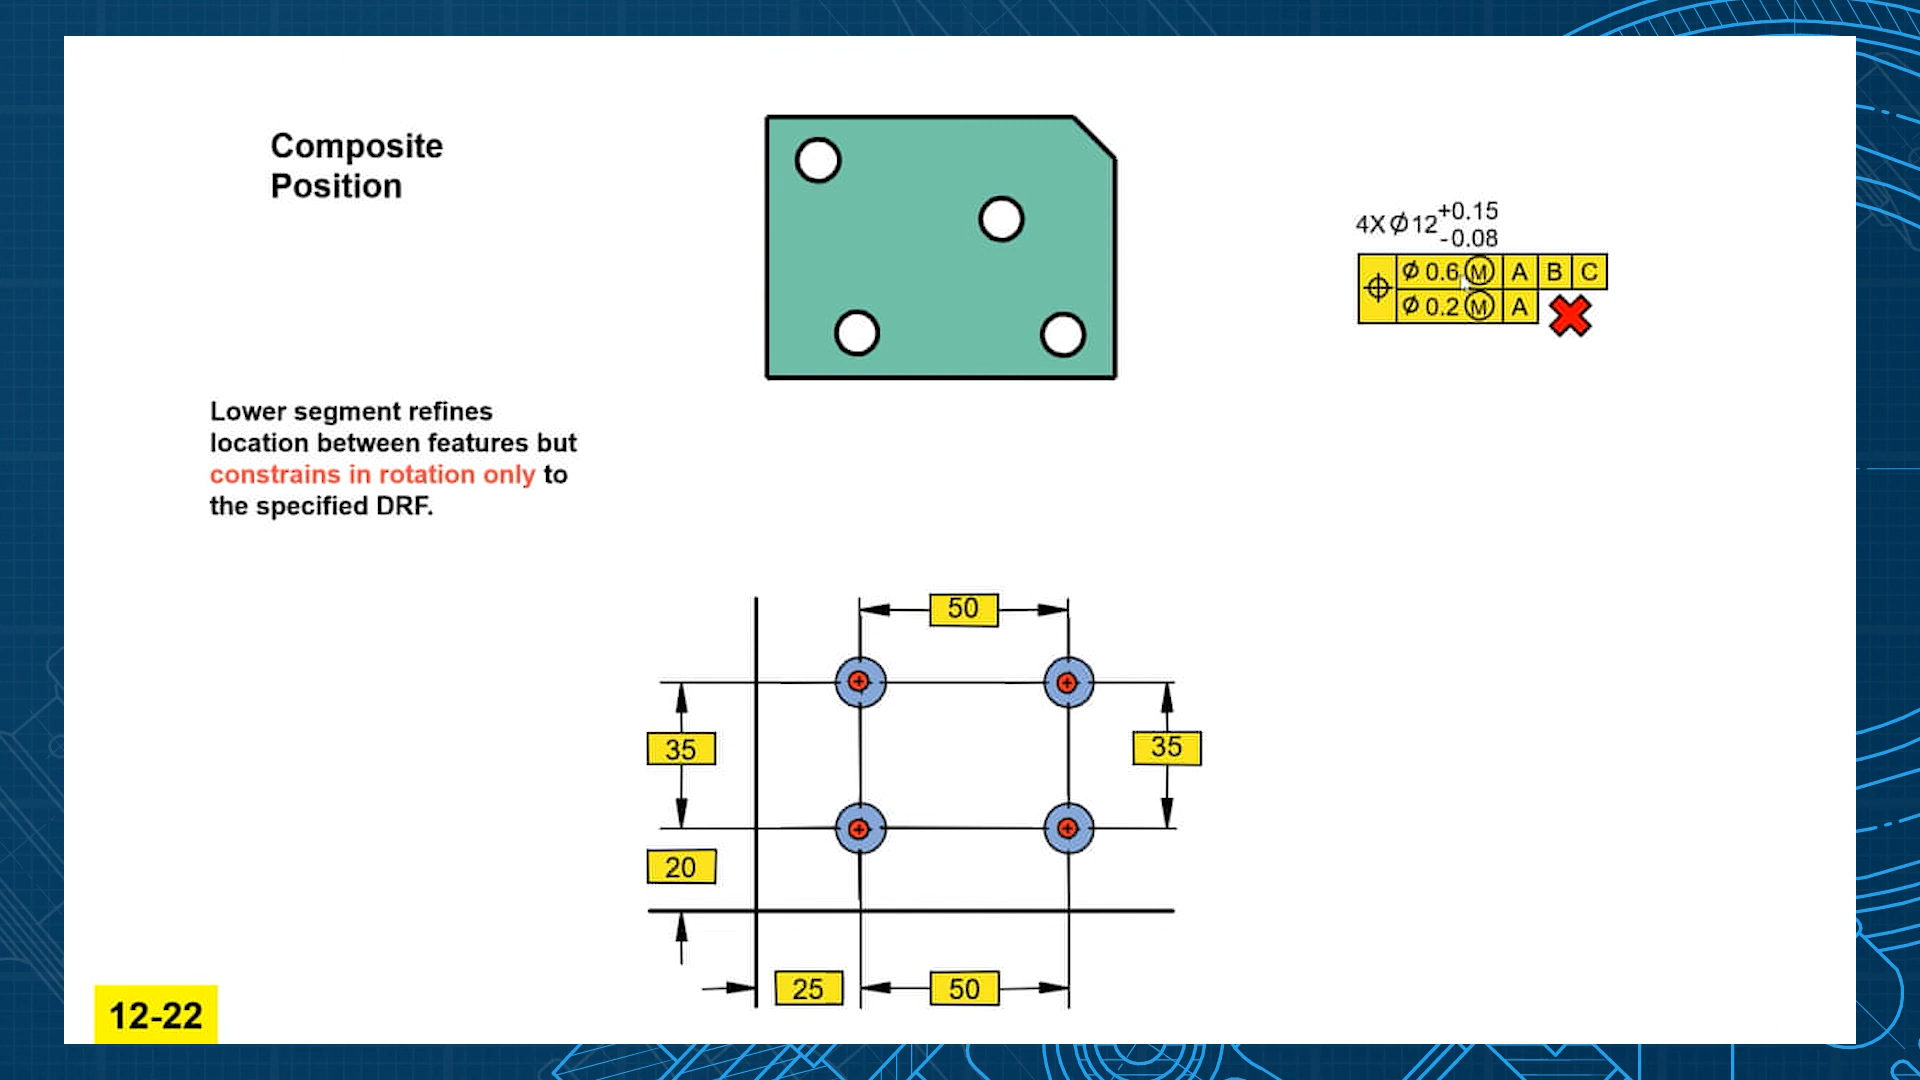 Composite
Position
4X⌀12 +0.15
-0.08
⌖ ⌀ 0.6 Ⓜ A B C
⌀ 0.2 Ⓜ A
Lower segment refines
location between features but
constrains in rotation only to
the specified DRF.
50
35
35
20
25
50
12-22